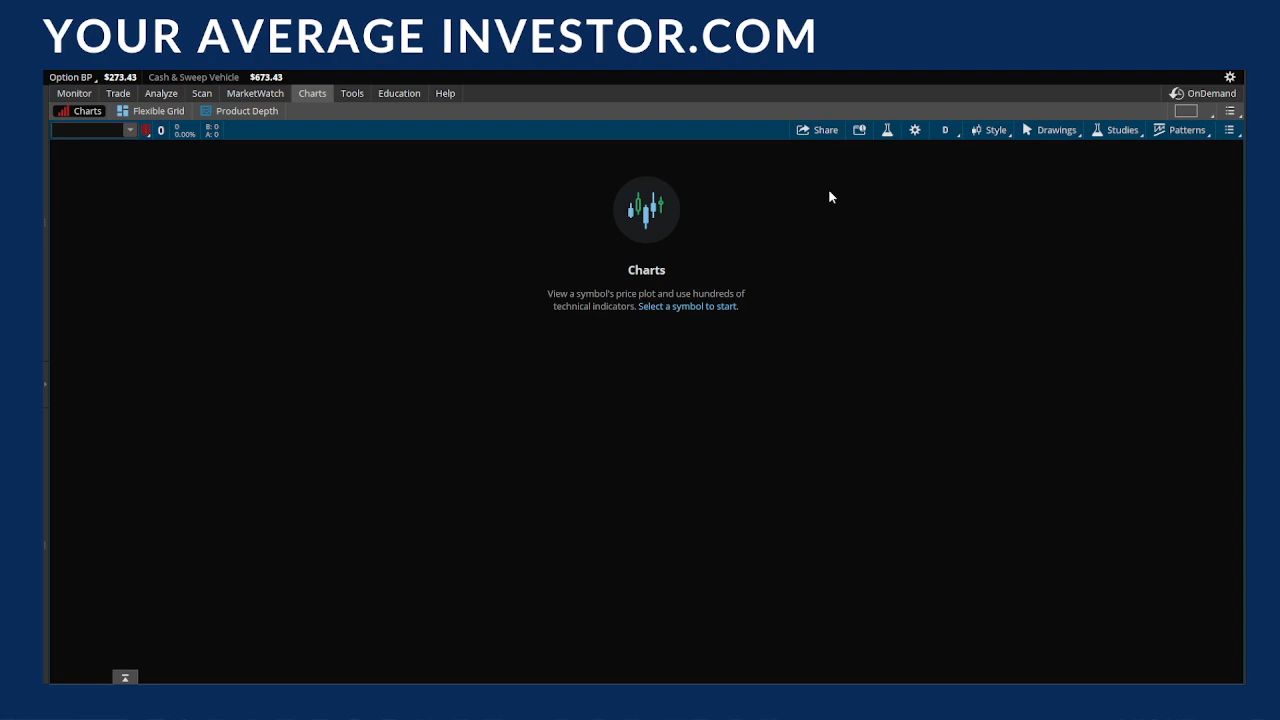 YOUR AVERAGE INVESTOR.COM
Option BP $273.43 Cash & Sweep Vehicle $673.43
Monitor Trade Analyze Scan MarketWatch Charts Tools Education Help OnDemand
Charts Flexible Grid Product Depth
0 0 B: 0 Share D Style Drawings Studies Patterns
0.00% A: 0
Charts
View a symbol's price plot and use hundreds of
technical indicators. Select a symbol to start.